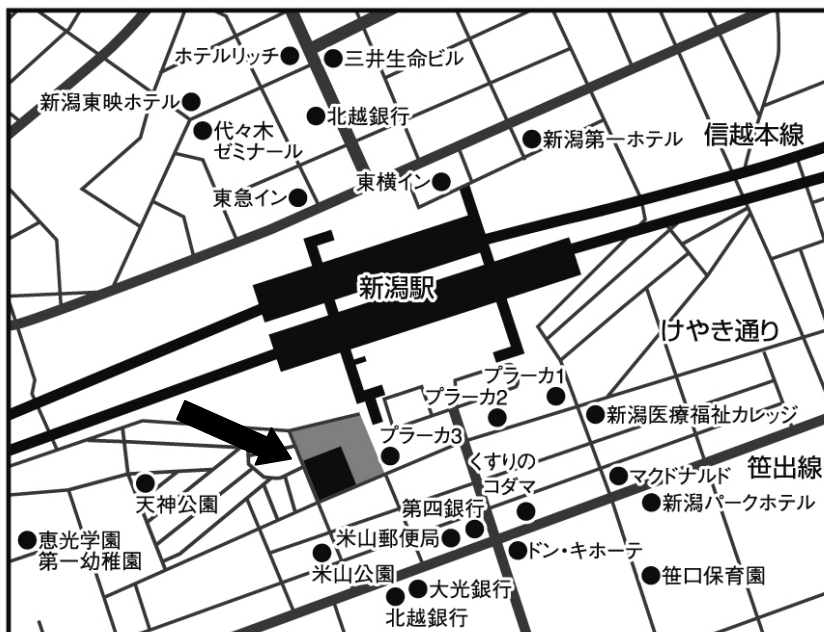 ホテルリッチ
三井生命ビル
新潟東映ホテル
北越銀行
代々木
ゼミナール
新潟第一ホテル
信越本線
東横イン
東急イン
新潟駅
けやき通り
プラーカ1
プラーカ2
新潟医療福祉カレッジ
プラーカ3
くすりの
コダマ
マクドナルド
笹出線
天神公園
新潟パークホテル
第四銀行
米山郵便局
恵光学園
第一幼稚園
ドン・キホーテ
米山公園
笹口保育園
大光銀行
北越銀行